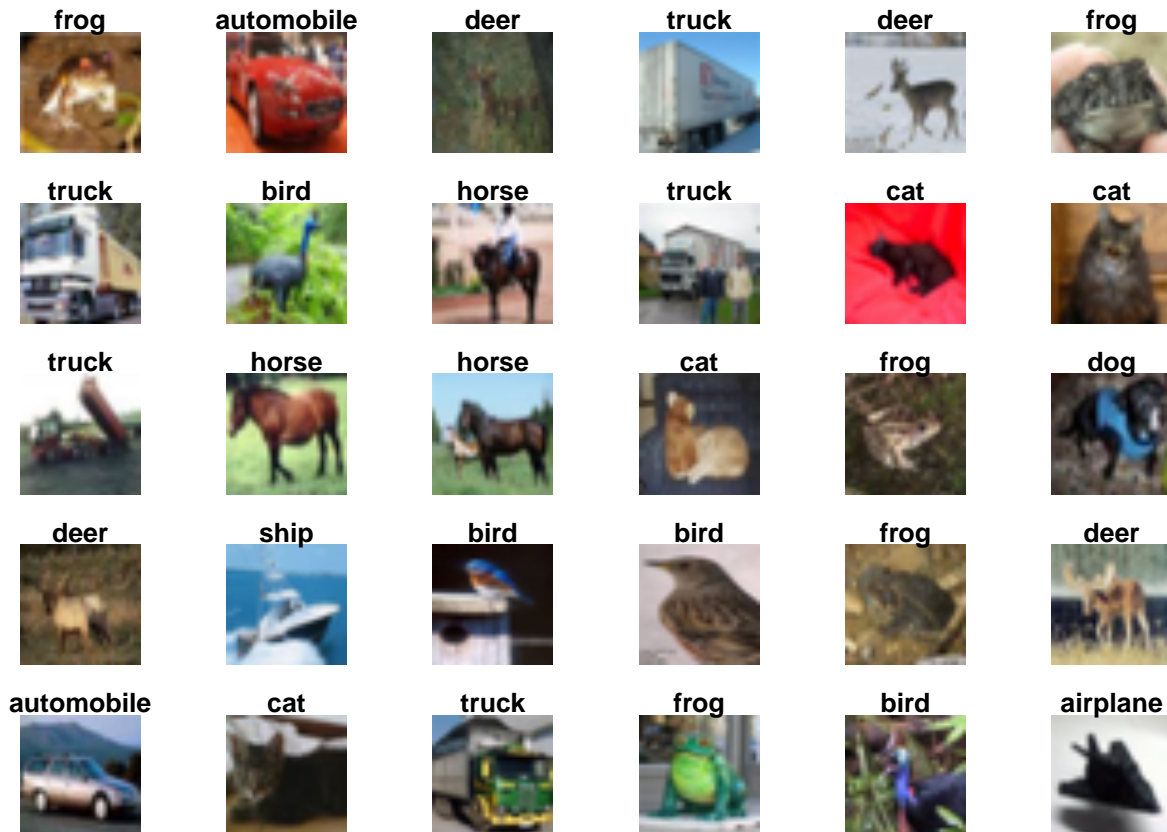 frog automobile deer truck deer frog
truck bird horse truck cat cat
truck horse horse cat frog dog
deer ship bird bird frog deer
automobile cat truck frog bird airplane